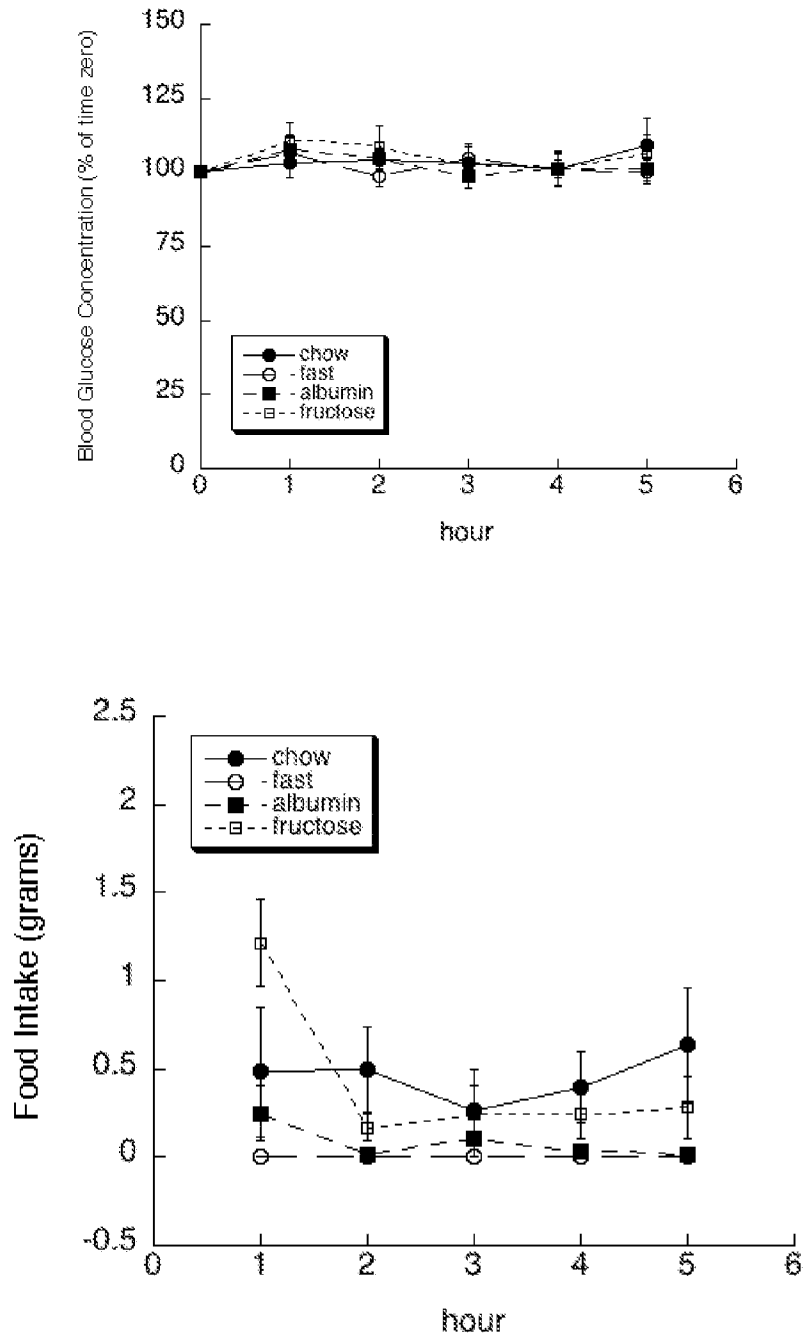 Blood Glucose Concentration (% of time zero)
150
125
100
75
50
25
0
chow
fast
albumin
fructose
0 1 2 3 4 5 6
hour
Food Intake (grams)
2.5
2
1.5
1
0.5
0
-0.5
chow
fast
albumin
fructose
0 1 2 3 4 5 6
hour